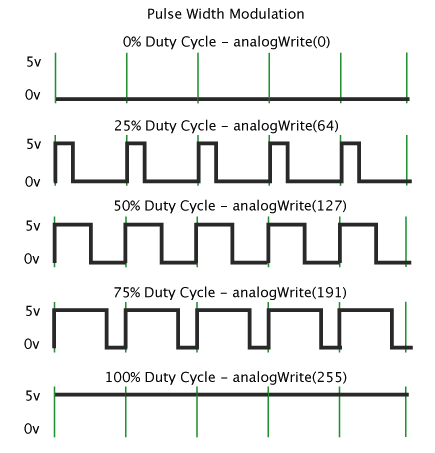 Pulse Width Modulation
0% Duty Cycle – analogWrite(0)
5v
0v
25% Duty Cycle – analogWrite(64)
5v
0v
50% Duty Cycle – analogWrite(127)
5v
0v
75% Duty Cycle – analogWrite(191)
5v
0v
100% Duty Cycle – analogWrite(255)
5v
0v